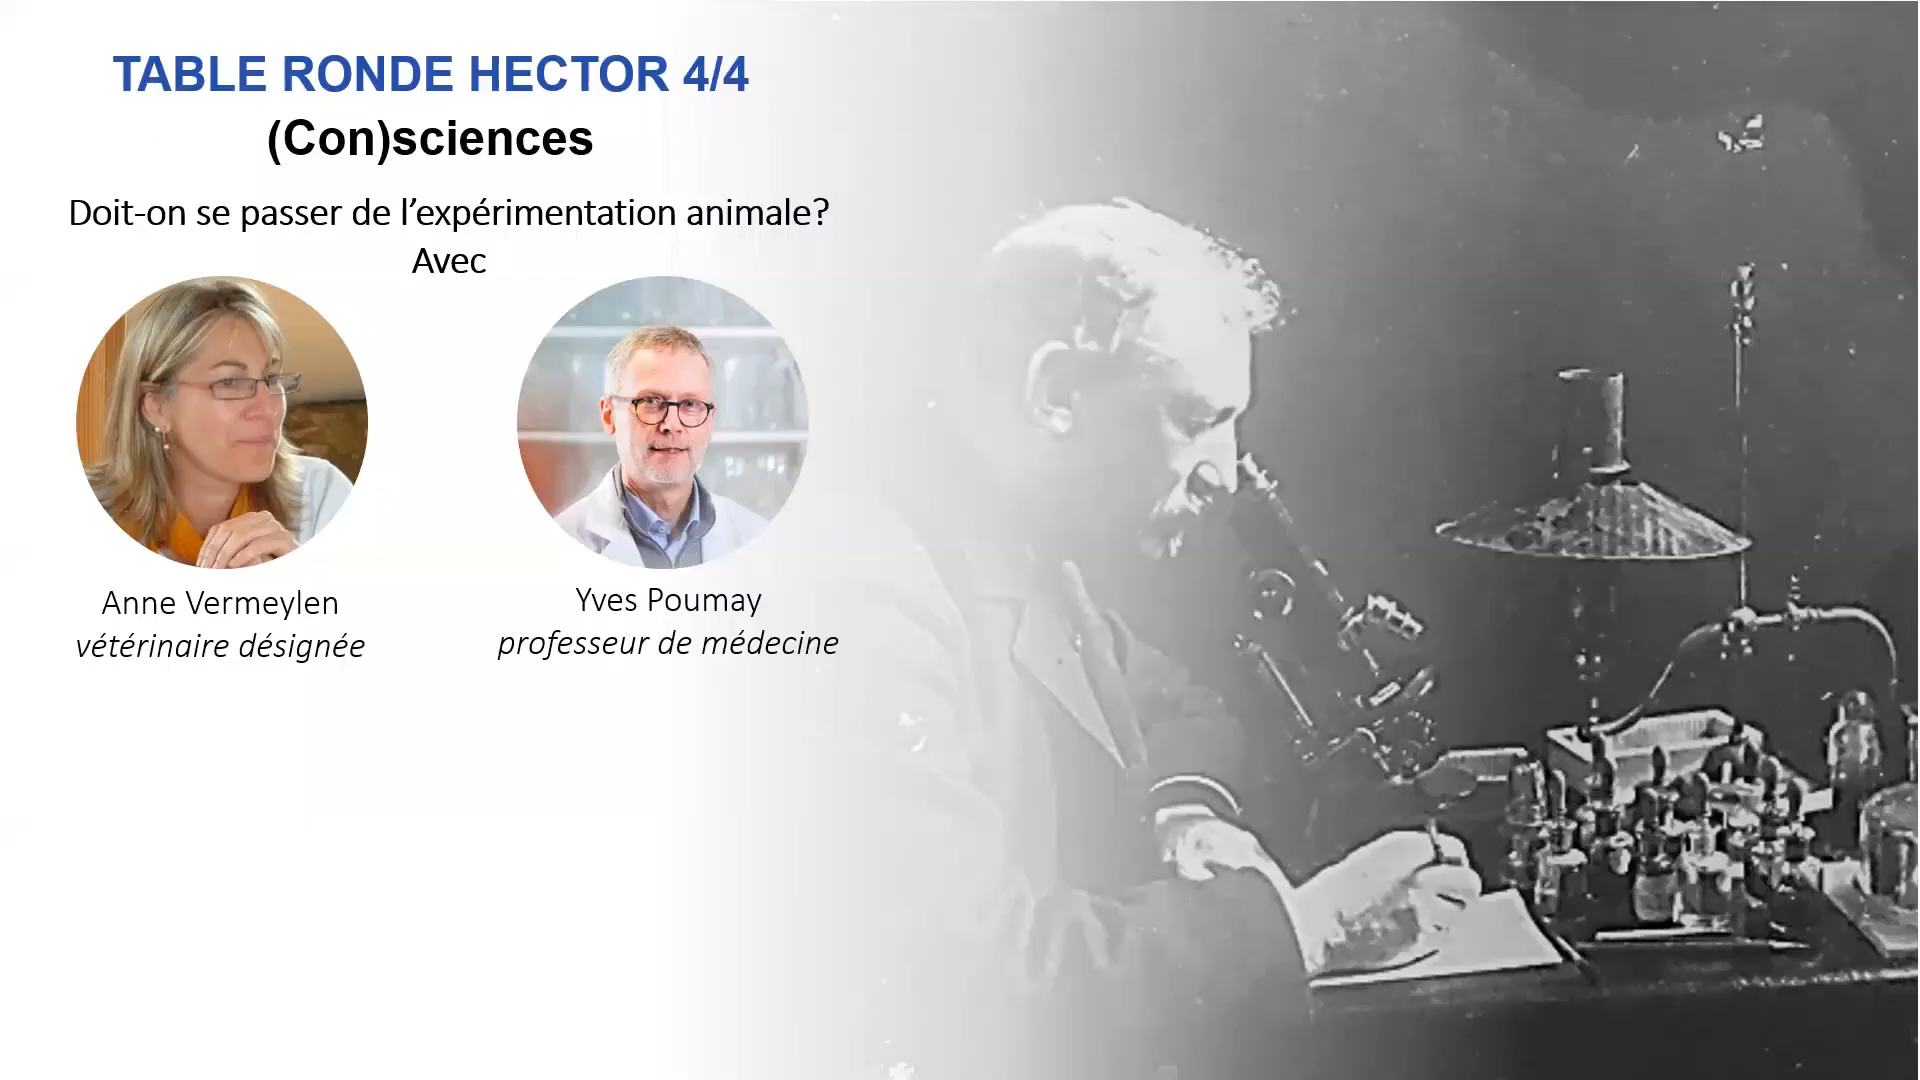 TABLE RONDE HECTOR 4/4
(Con)sciences
Doit-on se passer de l’expérimentation animale?
Avec
Anne Vermeylen
vétérinaire désignée
Yves Poumay
professeur de médecine